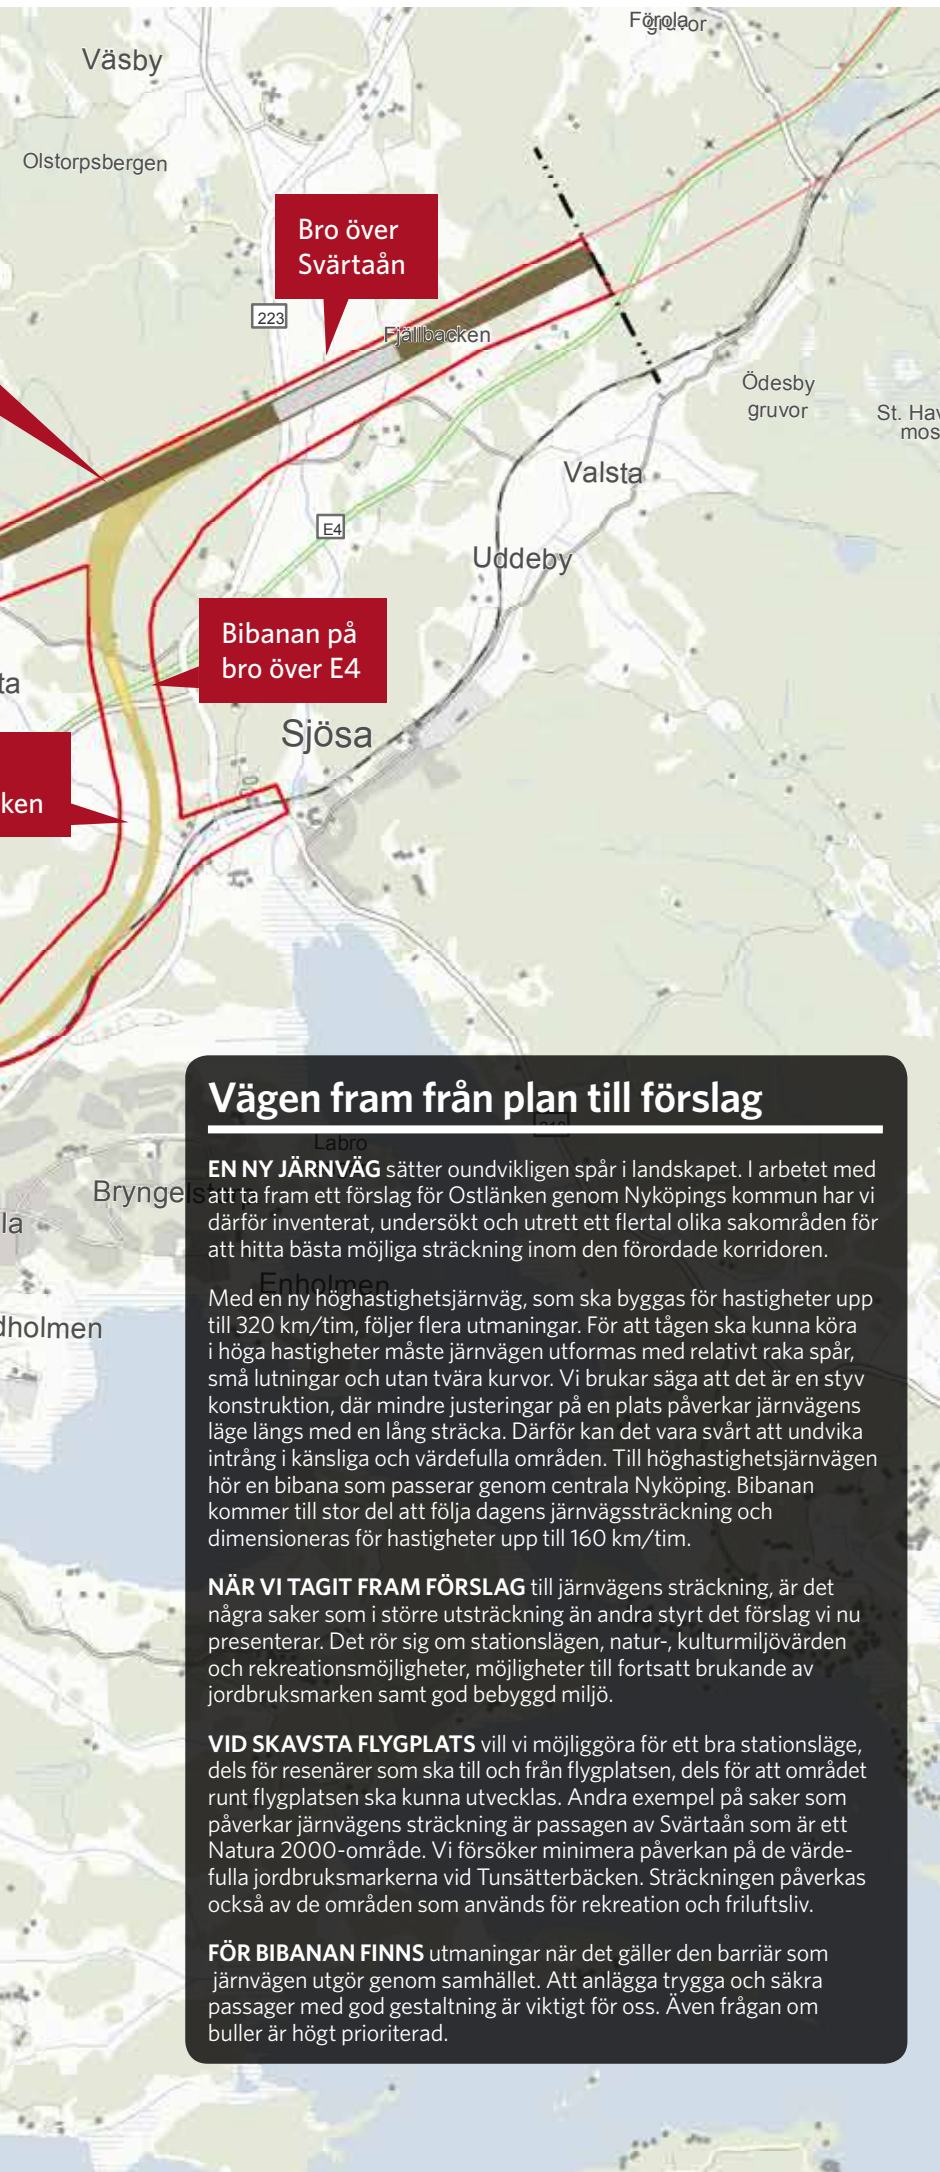 Förola
gruvor
Väsby
Olstorpsbergen
Bro över
Svärtaån
223
Fjällbacken
Ödesby
gruvor
St. Hav
mos
Valsta
E4
Uddeby
Bibanan på
bro över E4
ta
Sjösa
ken
Vägen fram från plan till förslag
Labro
EN NY JÄRNVÄG sätter oundvikligen spår i landskapet. I arbetet med
att ta fram ett förslag för Ostlänken genom Nyköpings kommun har vi
därför inventerat, undersökt och utrett ett flertal olika sakområden för
att hitta bästa möjliga sträckning inom den förordade korridoren.
Bryngelstorp
la
Enholmen
Med en ny höghastighetsjärnväg, som ska byggas för hastigheter upp
till 320 km/tim, följer flera utmaningar. För att tågen ska kunna köra
i höga hastigheter måste järnvägen utformas med relativt raka spår,
små lutningar och utan tvära kurvor. Vi brukar säga att det är en styv
konstruktion, där mindre justeringar på en plats påverkar järnvägens
läge längs med en lång sträcka. Därför kan det vara svårt att undvika
intrång i känsliga och värdefulla områden. Till höghastighetsjärnvägen
hör en bibana som passerar genom centrala Nyköping. Bibanan
kommer till stor del att följa dagens järnvägssträckning och
dimensioneras för hastigheter upp till 160 km/tim.
dholmen
NÄR VI TAGIT FRAM FÖRSLAG till järnvägens sträckning, är det
några saker som i större utsträckning än andra styrt det förslag vi nu
presenterar. Det rör sig om stationslägen, natur-, kulturmiljövärden
och rekreationsmöjligheter, möjligheter till fortsatt brukande av
jordbruksmarken samt god bebyggd miljö.
VID SKAVSTA FLYGPLATS vill vi möjliggöra för ett bra stationsläge,
dels för resenärer som ska till och från flygplatsen, dels för att området
runt flygplatsen ska kunna utvecklas. Andra exempel på saker som
påverkar järnvägens sträckning är passagen av Svärtaån som är ett
Natura 2000-område. Vi försöker minimera påverkan på de värde-
fulla jordbruksmarkerna vid Tunsätterbäcken. Sträckningen påverkas
också av de områden som används för rekreation och friluftsliv.
FÖR BIBANAN FINNS utmaningar när det gäller den barriär som
järnvägen utgör genom samhället. Att anlägga trygga och säkra
passager med god gestaltning är viktigt för oss. Även frågan om
buller är högt prioriterad.